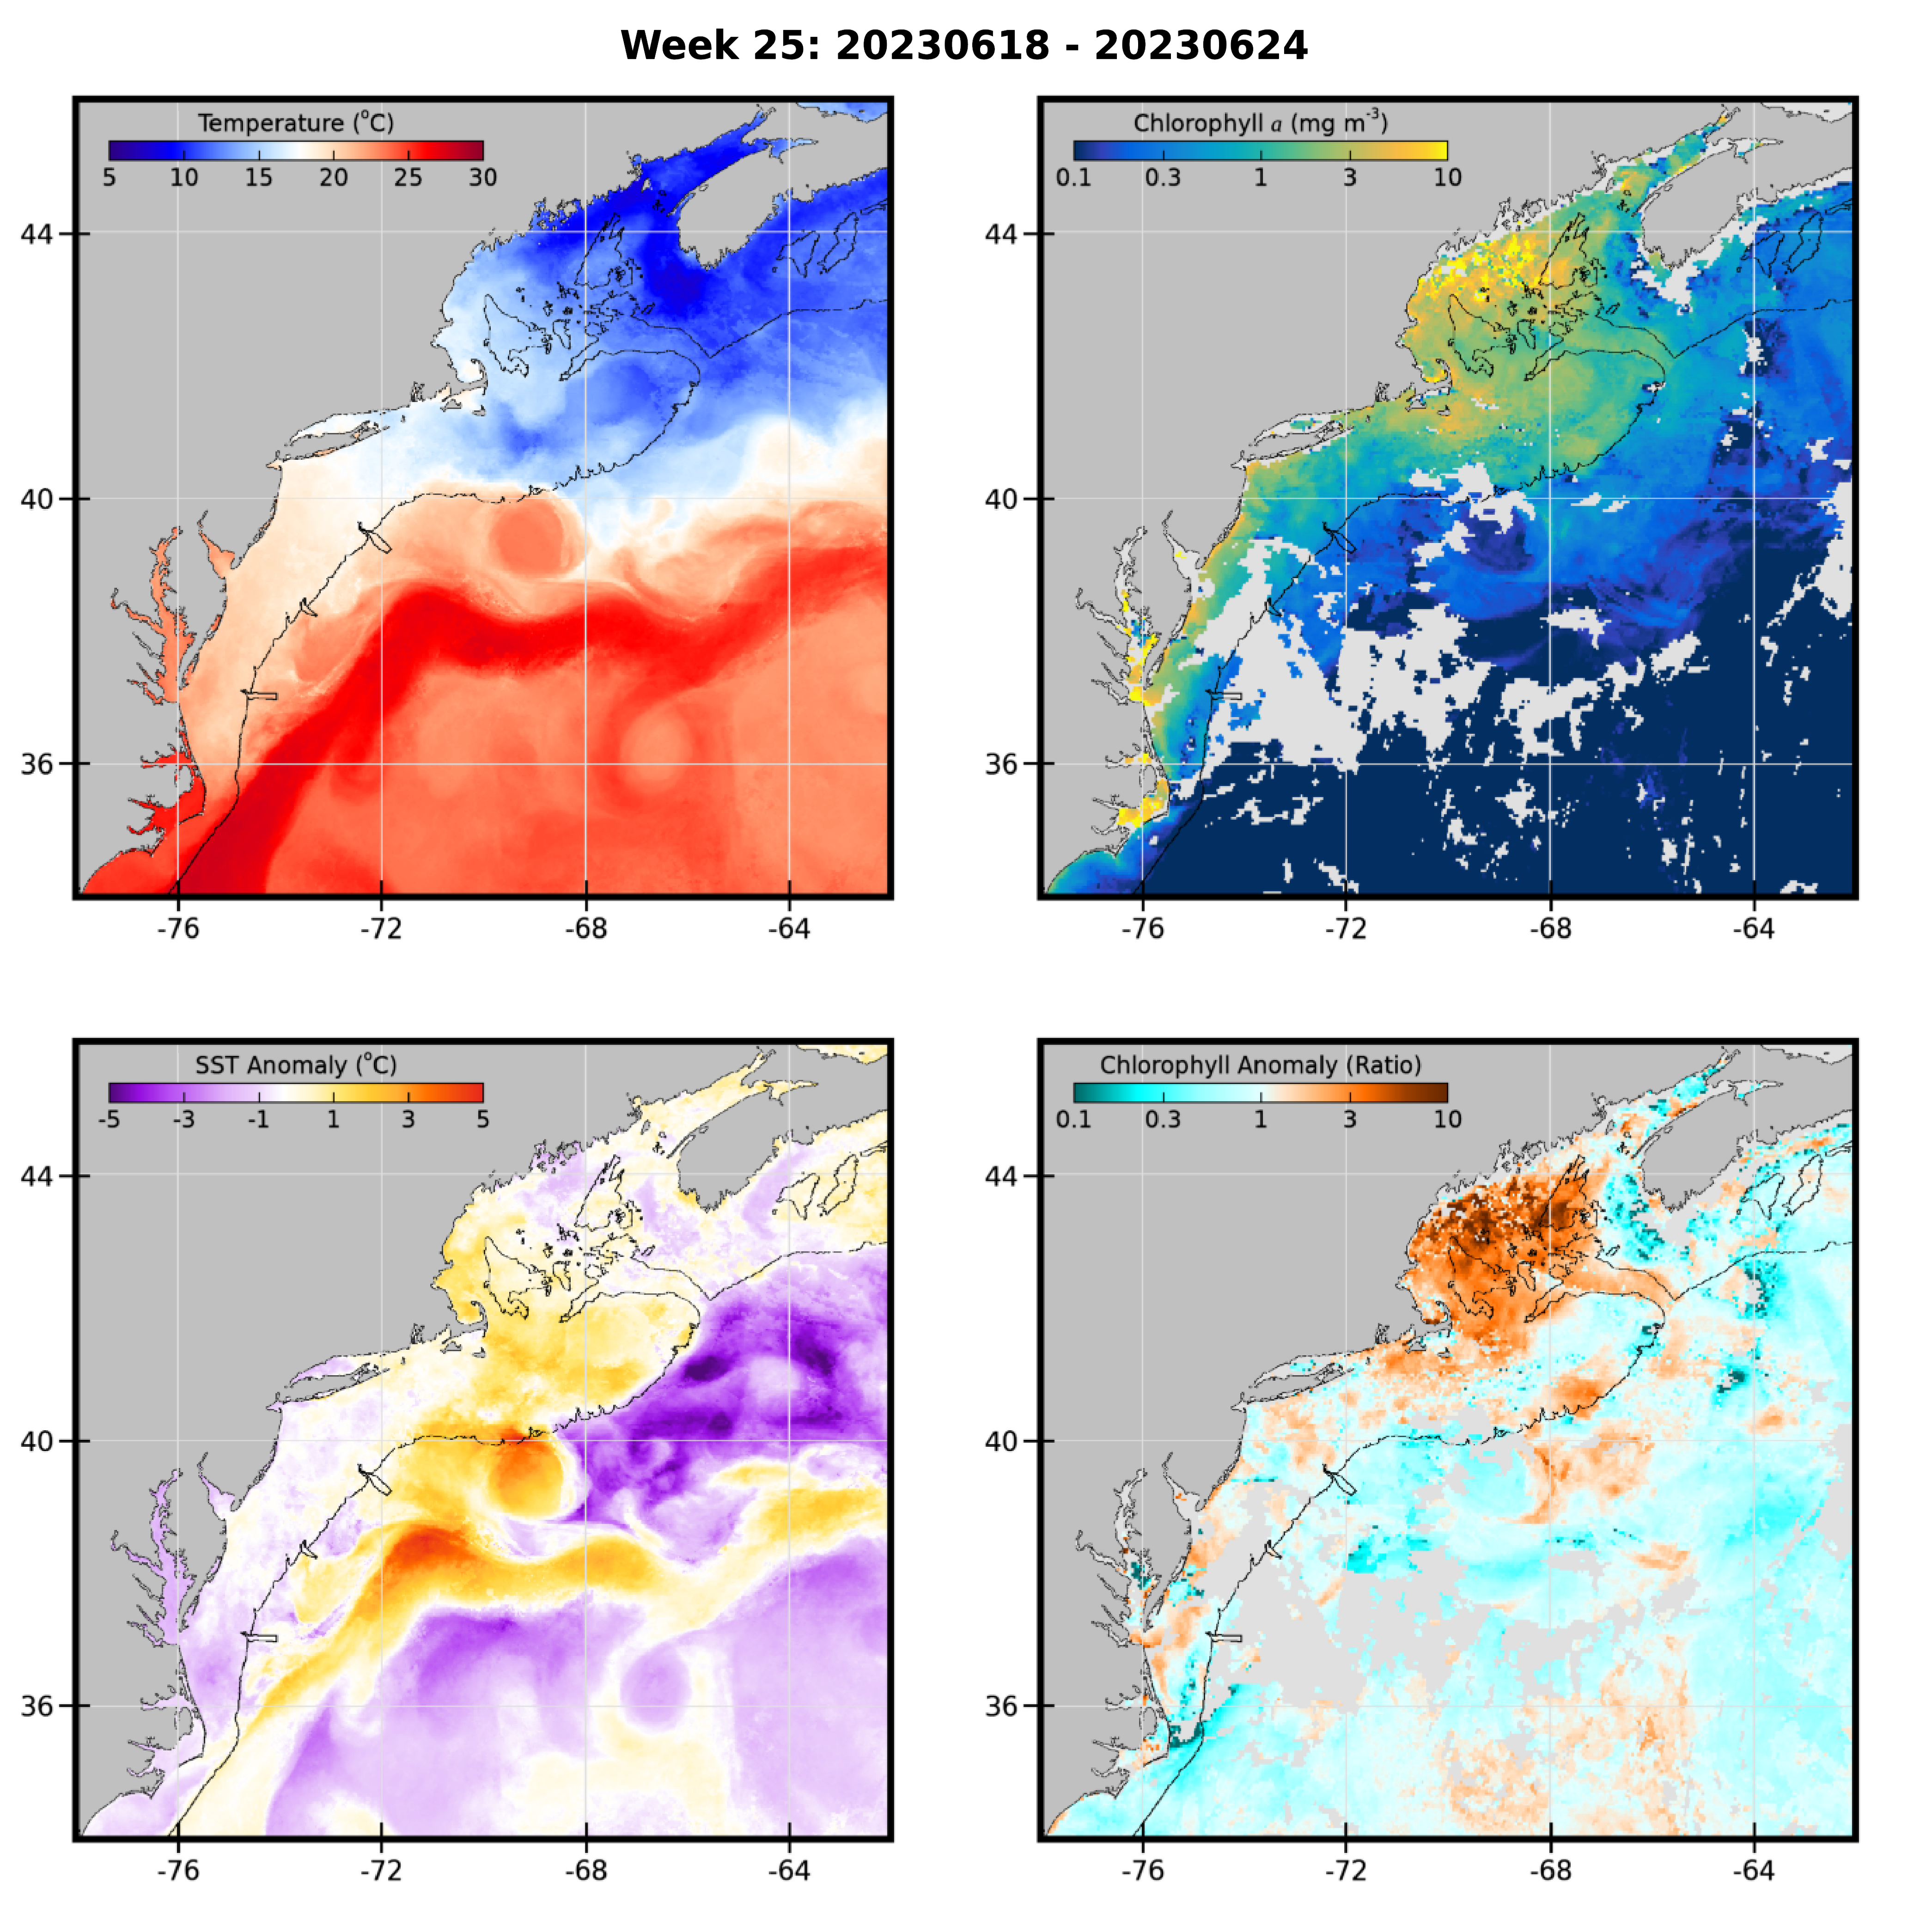 Week 25: 20230618 - 20230624
Temperature (°C)
5 10 15 20 25 30
44
40
36
-76 -72 -68 -64
Chlorophyll a (mg m⁻³)
0.1 0.3 1 3 10
44
40
36
-76 -72 -68 -64
SST Anomaly (°C)
-5 -3 -1 1 3 5
44
40
36
-76 -72 -68 -64
Chlorophyll Anomaly (Ratio)
0.1 0.3 1 3 10
44
40
36
-76 -72 -68 -64